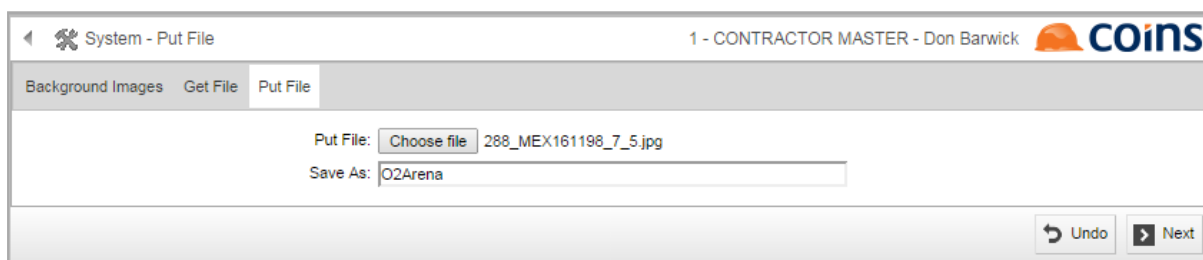 System - Put File 1 - CONTRACTOR MASTER - Don Barwick coins
Background Images Get File Put File
Put File: Choose file 288_MEX161198_7_5.jpg
Save As: O2Arena
Undo Next